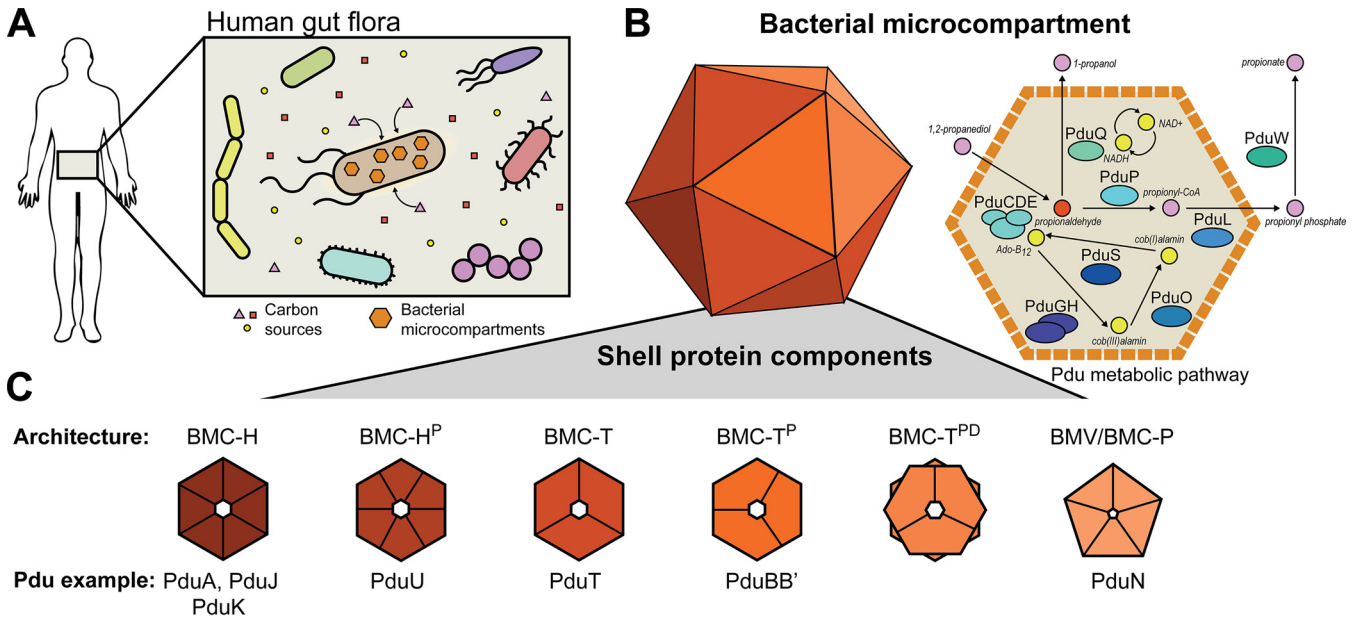 A
Human gut flora
Carbon
sources
Bacterial
microcompartments
B
Bacterial microcompartment
1-propanol
propionate
1,2-propanediol
PduQ
NAD+
NADH
PduW
PduP
propionyl-CoA
PduCDE
propionaldehyde
PduL
propionyl phosphate
Ado-B12
cob(I)alamin
PduS
PduGH
PduO
cob(III)alamin
Pdu metabolic pathway
Shell protein components
C
Architecture: BMC-H BMC-H^P BMC-T BMC-T^P BMC-T^PD BMV/BMC-P
Pdu example: PduA, PduJ PduU PduT PduBB' PduN
PduK